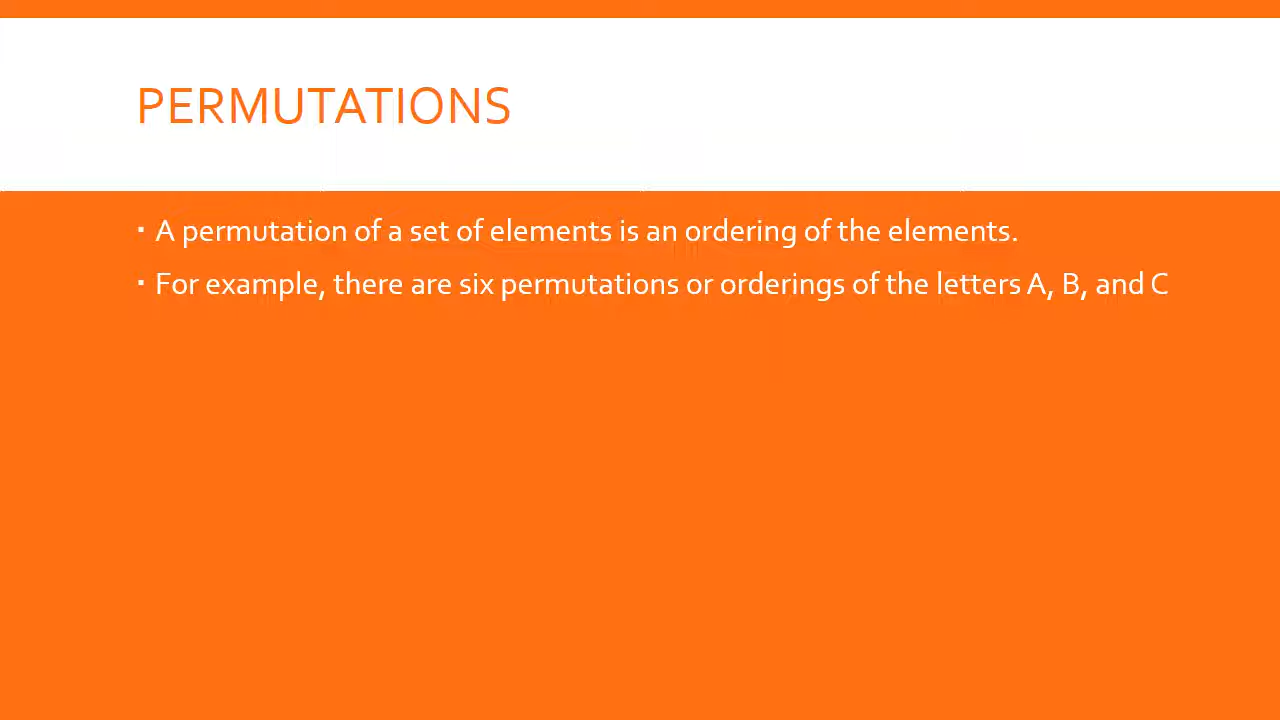 PERMUTATIONS
▪ A permutation of a set of elements is an ordering of the elements.
▪ For example, there are six permutations or orderings of the letters A, B, and C